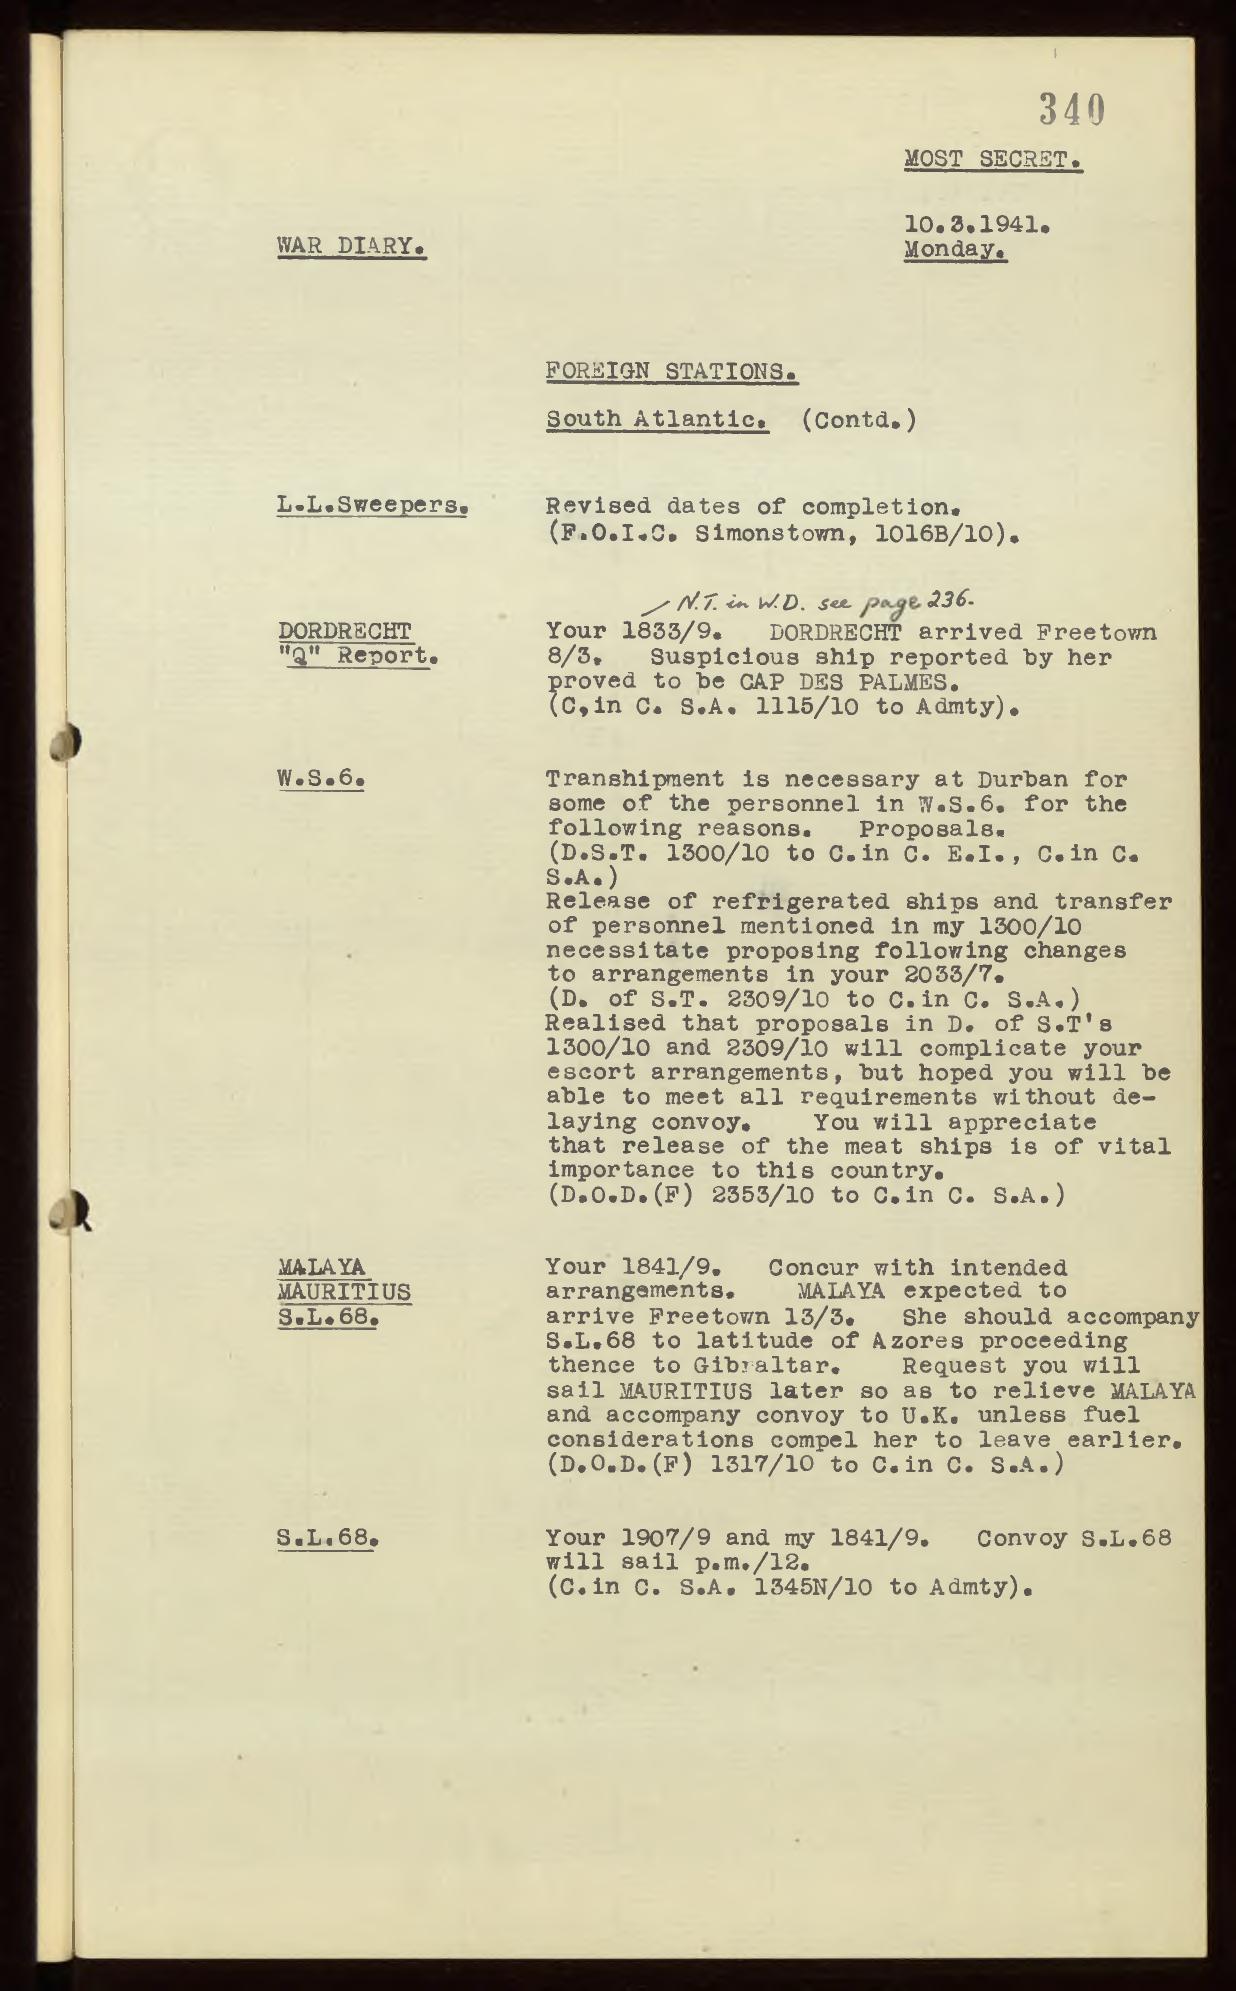 340
MOST SECRET.
10.3.1941.
WAR DIARY.
Monday.
FOREIGN STATIONS.
South Atlantic. (Contd.)
L.L.Sweepers. Revised dates of completion.
(F.O.I.C. Simonstown, 1016B/10).
N.T. in W.D. see page 236.
DORDRECHT Your 1833/9. DORDRECHT arrived Freetown
"Q" Report. 8/3. Suspicious ship reported by her
proved to be CAP DES PALMES.
(C,in C. S.A. 1115/10 to Admty).
W.S.6. Transhipment is necessary at Durban for
some of the personnel in W.S.6. for the
following reasons. Proposals.
(D.S.T. 1300/10 to C.in C. E.I., C.in C.
S.A.)
Release of refrigerated ships and transfer
of personnel mentioned in my 1300/10
necessitate proposing following changes
to arrangements in your 2033/7.
(D. of S.T. 2309/10 to C.in C. S.A.)
Realised that proposals in D. of S.T's
1300/10 and 2309/10 will complicate your
escort arrangements, but hoped you will be
able to meet all requirements without de-
laying convoy. You will appreciate
that release of the meat ships is of vital
importance to this country.
(D.O.D.(F) 2353/10 to C.in C. S.A.)
MALAYA Your 1841/9. Concur with intended
MAURITIUS arrangements. MALAYA expected to
S.L.68. arrive Freetown 13/3. She should accompany
S.L.68 to latitude of Azores proceeding
thence to Gibraltar. Request you will
sail MAURITIUS later so as to relieve MALAYA
and accompany convoy to U.K. unless fuel
considerations compel her to leave earlier.
(D.O.D.(F) 1317/10 to C.in C. S.A.)
S.L.68. Your 1907/9 and my 1841/9. Convoy S.L.68
will sail p.m./12.
(C.in C. S.A. 1345N/10 to Admty).